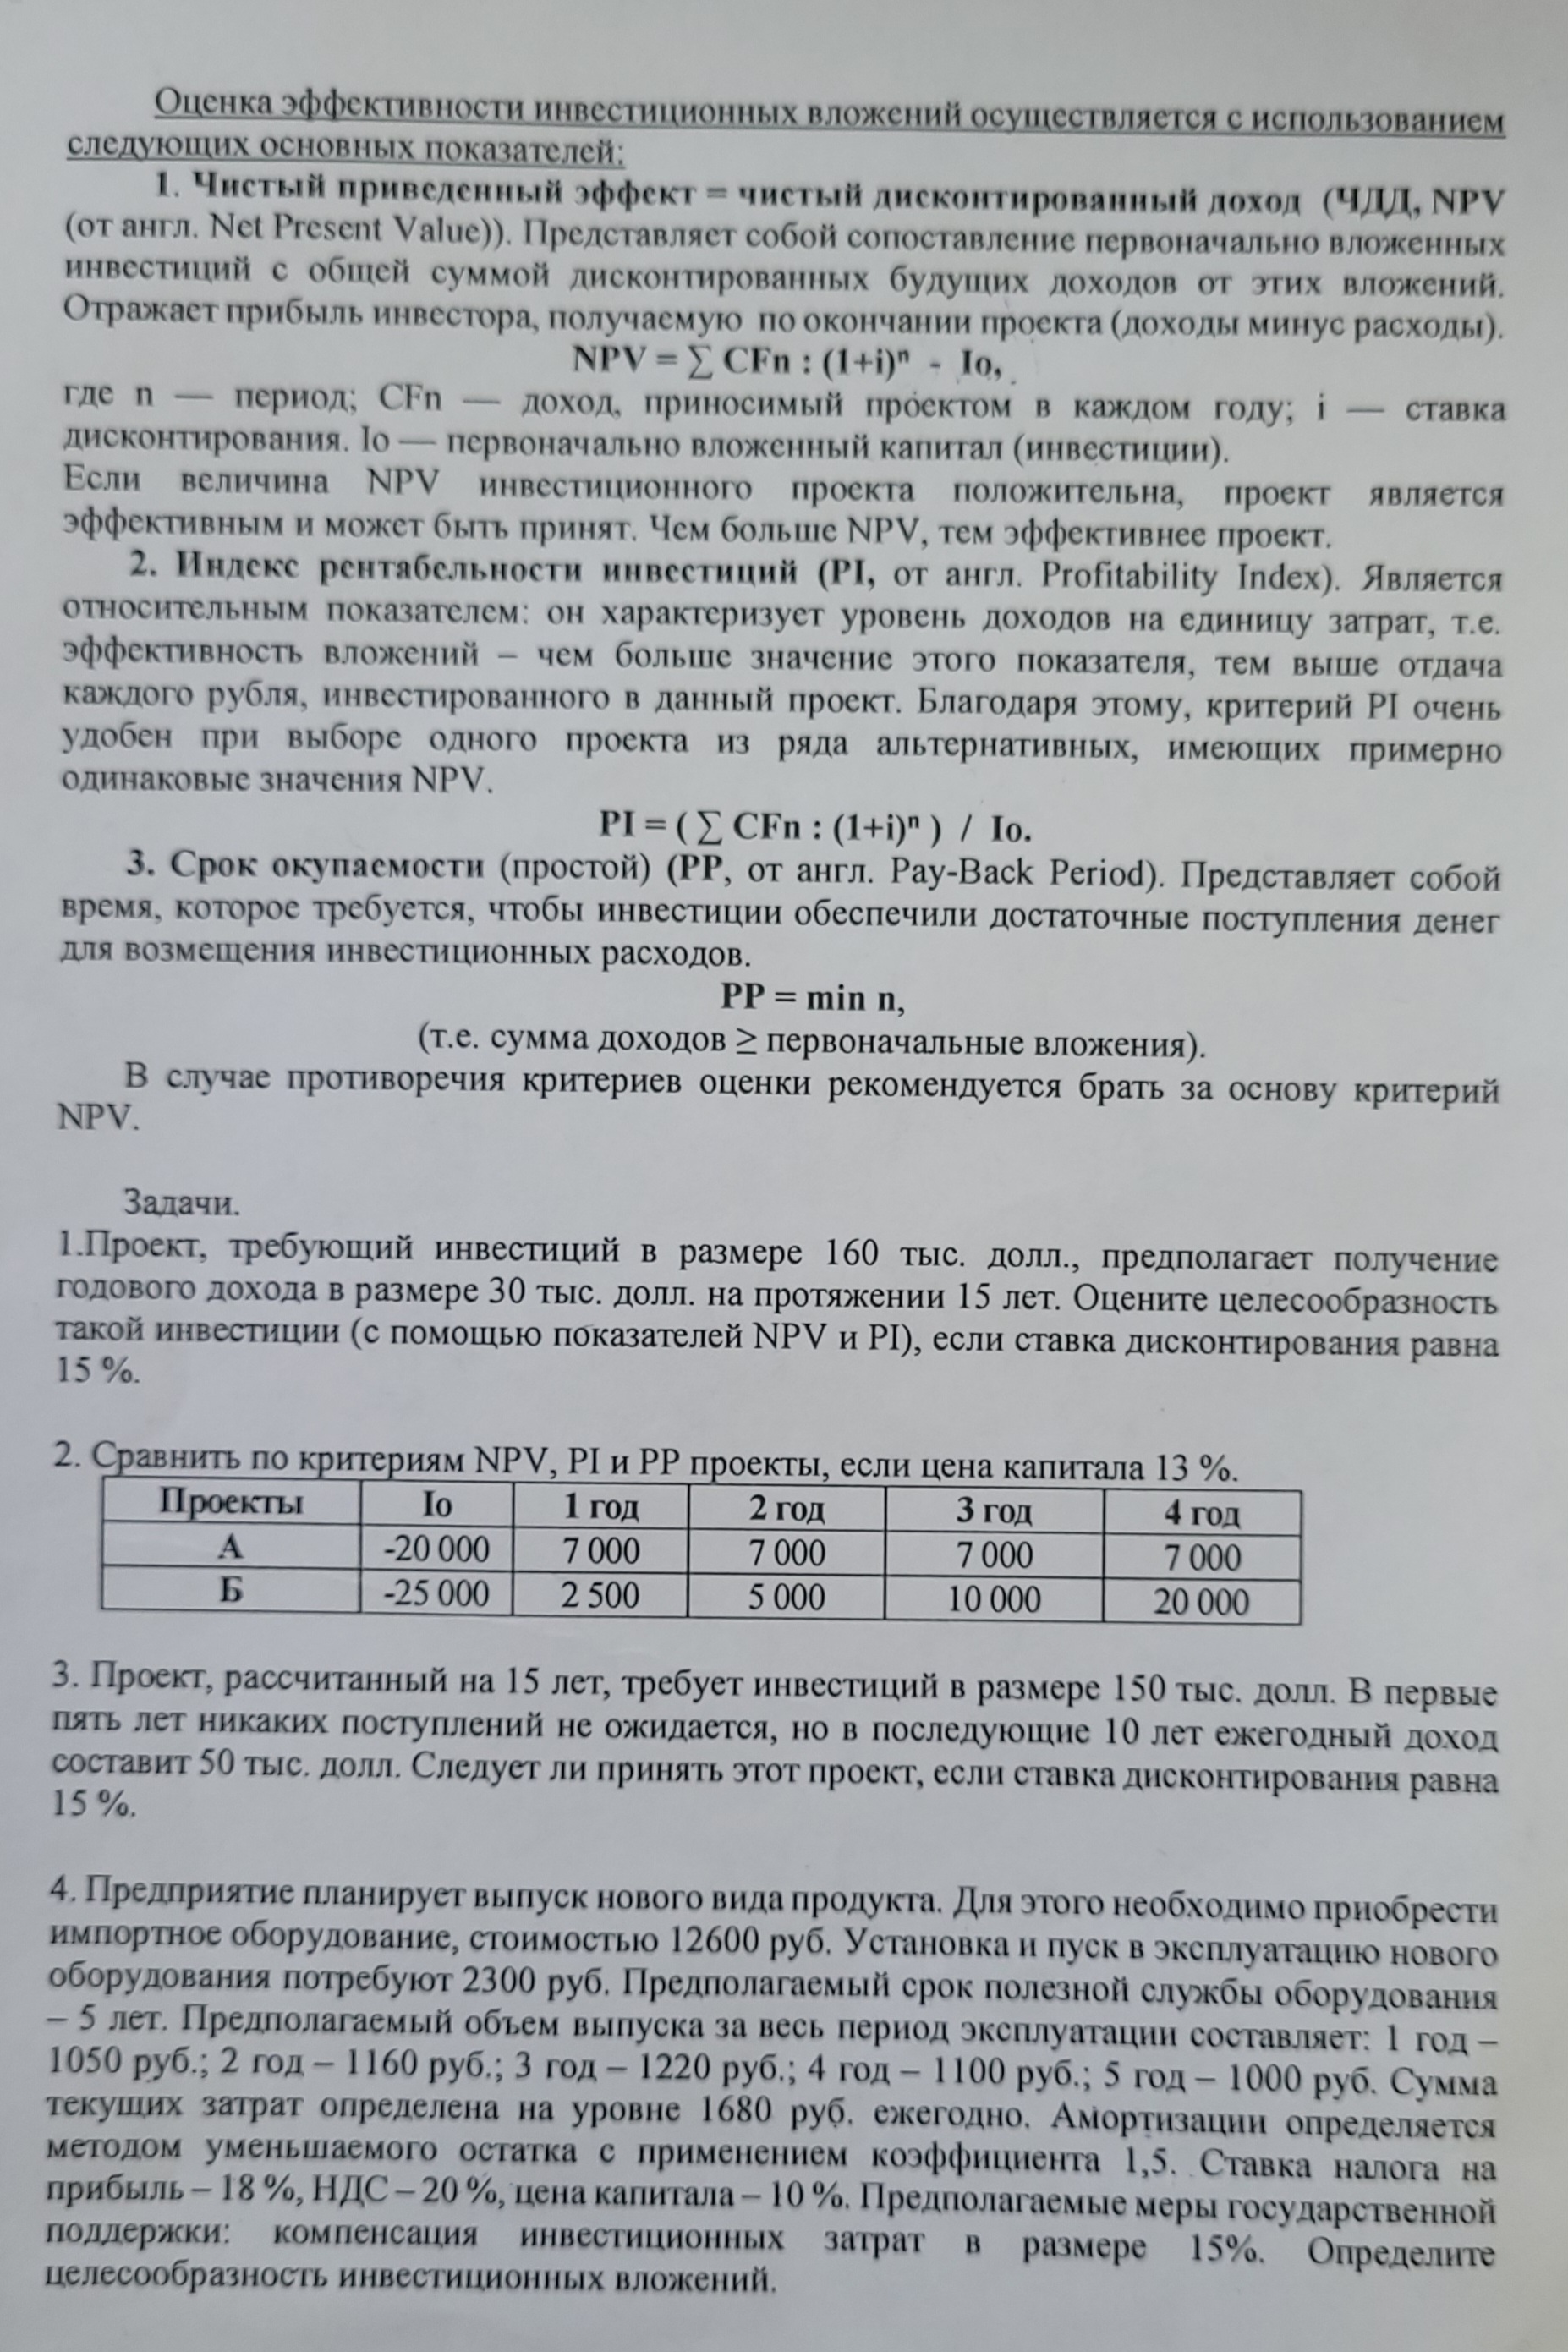 Оценка эффективности инвестиционных вложений осуществляется с использованием
следующих основных показателей:
1. Чистый приведенный эффект = чистый дисконтированный доход (ЧДД, NPV
(от англ. Net Present Value)). Представляет собой сопоставление первоначально вложенных
инвестиций с общей суммой дисконтированных будущих доходов от этих вложений.
Отражает прибыль инвестора, получаемую по окончании проекта (доходы минус расходы).
NPV = ∑ CFn : (1+i)ⁿ - Io,
где n — период; CFn — доход, приносимый проектом в каждом году; i — ставка
дисконтирования. Io — первоначально вложенный капитал (инвестиции).
Если величина NPV инвестиционного проекта положительна, проект является
эффективным и может быть принят. Чем больше NPV, тем эффективнее проект.
2. Индекс рентабельности инвестиций (PI, от англ. Profitability Index). Является
относительным показателем: он характеризует уровень доходов на единицу затрат, т.е.
эффективность вложений – чем больше значение этого показателя, тем выше отдача
каждого рубля, инвестированного в данный проект. Благодаря этому, критерий PI очень
удобен при выборе одного проекта из ряда альтернативных, имеющих примерно
одинаковые значения NPV.
PI = ( ∑ CFn : (1+i)ⁿ ) / Io.
3. Срок окупаемости (простой) (PP, от англ. Pay-Back Period). Представляет собой
время, которое требуется, чтобы инвестиции обеспечили достаточные поступления денег
для возмещения инвестиционных расходов.
PP = min n,
(т.е. сумма доходов ≥ первоначальные вложения).
В случае противоречия критериев оценки рекомендуется брать за основу критерий
NPV.
Задачи.
1.Проект, требующий инвестиций в размере 160 тыс. долл., предполагает получение
годового дохода в размере 30 тыс. долл. на протяжении 15 лет. Оцените целесообразность
такой инвестиции (с помощью показателей NPV и PI), если ставка дисконтирования равна
15 %.
2. Сравнить по критериям NPV, PI и PP проекты, если цена капитала 13 %.
Проекты Io 1 год 2 год 3 год 4 год
А -20 000 7 000 7 000 7 000 7 000
Б -25 000 2 500 5 000 10 000 20 000
3. Проект, рассчитанный на 15 лет, требует инвестиций в размере 150 тыс. долл. В первые
пять лет никаких поступлений не ожидается, но в последующие 10 лет ежегодный доход
составит 50 тыс. долл. Следует ли принять этот проект, если ставка дисконтирования равна
15 %.
4. Предприятие планирует выпуск нового вида продукта. Для этого необходимо приобрести
импортное оборудование, стоимостью 12600 руб. Установка и пуск в эксплуатацию нового
оборудования потребуют 2300 руб. Предполагаемый срок полезной службы оборудования
– 5 лет. Предполагаемый объем выпуска за весь период эксплуатации составляет: 1 год –
1050 руб.; 2 год – 1160 руб.; 3 год – 1220 руб.; 4 год – 1100 руб.; 5 год – 1000 руб. Сумма
текущих затрат определена на уровне 1680 руб. ежегодно. Амортизации определяется
методом уменьшаемого остатка с применением коэффициента 1,5. Ставка налога на
прибыль – 18 %, НДС – 20 %, цена капитала – 10 %. Предполагаемые меры государственной
поддержки: компенсация инвестиционных затрат в размере 15%. Определите
целесообразность инвестиционных вложений.